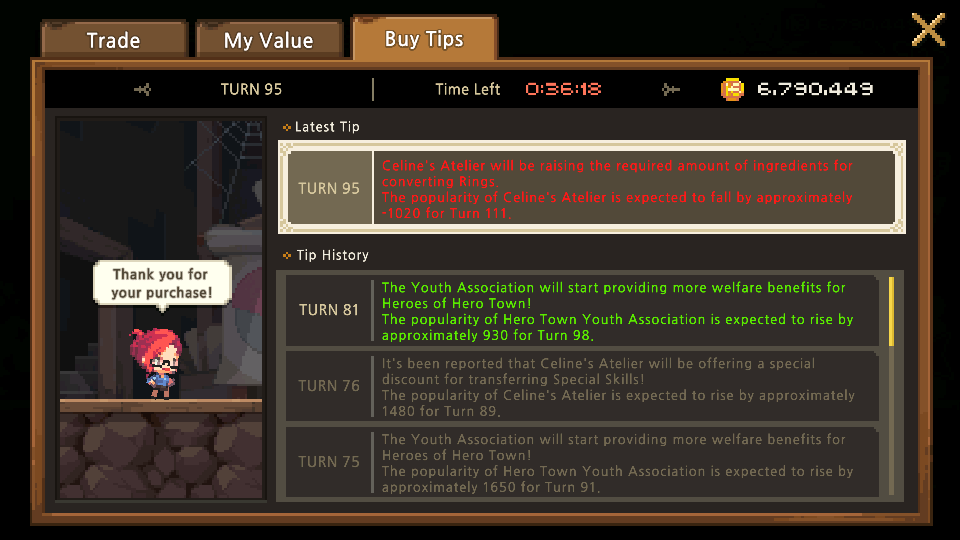 Trade
My Value
Buy Tips
TURN 95
Time Left
0:36:18
6,790,449
Latest Tip
TURN 95
Celine's Atelier will be raising the required amount of ingredients for
converting Rings.
The popularity of Celine's Atelier is expected to fall by approximately
-1020 for Turn 111.
Tip History
Thank you for
your purchase!
TURN 81
The Youth Association will start providing more welfare benefits for
Heroes of Hero Town!
The popularity of Hero Town Youth Association is expected to rise by
approximately 930 for Turn 98.
TURN 76
It's been reported that Celine's Atelier will be offering a special
discount for transferring Special Skills!
The popularity of Celine's Atelier is expected to rise by approximately
1480 for Turn 89.
TURN 75
The Youth Association will start providing more welfare benefits for
Heroes of Hero Town!
The popularity of Hero Town Youth Association is expected to rise by
approximately 1650 for Turn 91.